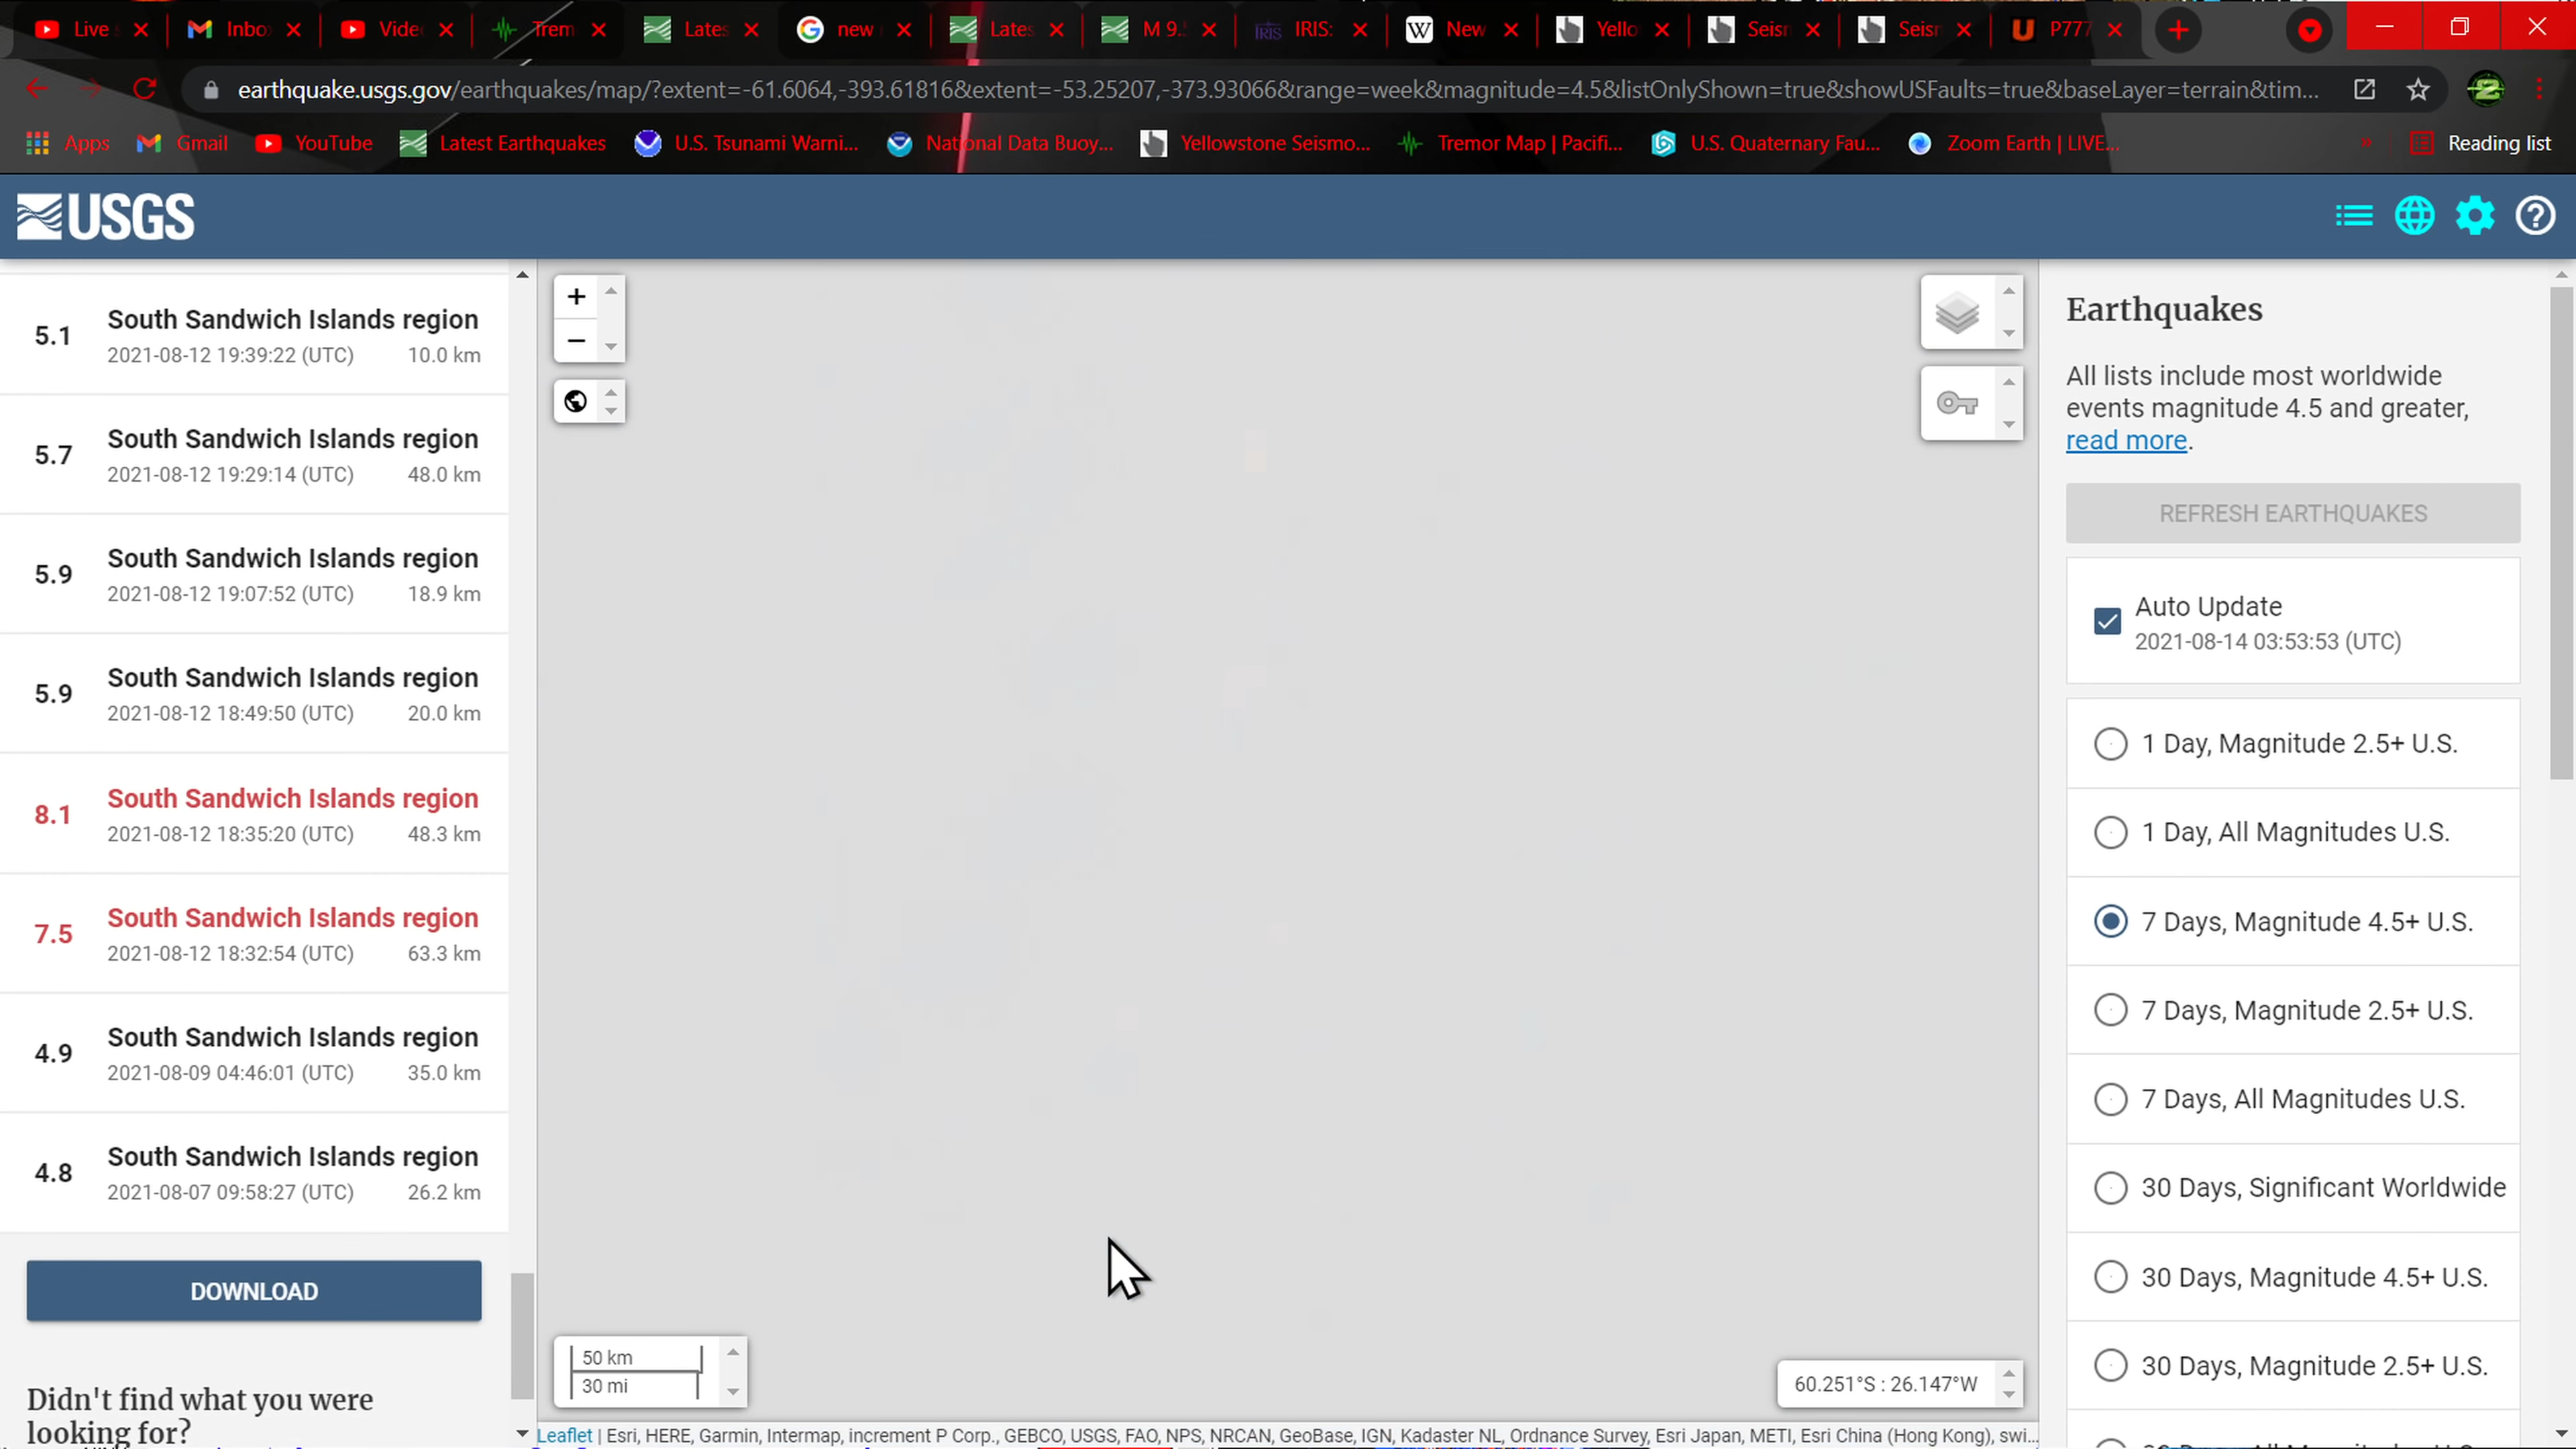 Live
Inbo
Vide
Trem
Lates
new
Lates
M 9.
IRIS:
New
Yello
Seisr
Seisr
P777
earthquake.usgs.gov/earthquakes/map/?extent=-61.6064,-393.61816&extent=-53.25207,-373.93066&range=week&magnitude=4.5&listOnlyShown=true&showUSFaults=true&baseLayer=terrain&tim...
Apps
Gmail
YouTube
Latest Earthquakes
U.S. Tsunami Warni...
National Data Buoy...
Yellowstone Seismo...
Tremor Map | Pacifi...
U.S. Quaternary Fau...
Zoom Earth | LIVE...
Reading list
USGS
5.1 South Sandwich Islands region
2021-08-12 19:39:22 (UTC) 10.0 km
5.7 South Sandwich Islands region
2021-08-12 19:29:14 (UTC) 48.0 km
5.9 South Sandwich Islands region
2021-08-12 19:07:52 (UTC) 18.9 km
5.9 South Sandwich Islands region
2021-08-12 18:49:50 (UTC) 20.0 km
8.1 South Sandwich Islands region
2021-08-12 18:35:20 (UTC) 48.3 km
7.5 South Sandwich Islands region
2021-08-12 18:32:54 (UTC) 63.3 km
4.9 South Sandwich Islands region
2021-08-09 04:46:01 (UTC) 35.0 km
4.8 South Sandwich Islands region
2021-08-07 09:58:27 (UTC) 26.2 km
DOWNLOAD
Didn't find what you were
looking for?
+
−
50 km
30 mi
60.251°S : 26.147°W
Leaflet | Esri, HERE, Garmin, Intermap, increment P Corp., GEBCO, USGS, FAO, NPS, NRCAN, GeoBase, IGN, Kadaster NL, Ordnance Survey, Esri Japan, METI, Esri China (Hong Kong), swi...
Earthquakes
All lists include most worldwide
events magnitude 4.5 and greater,
read more.
REFRESH EARTHQUAKES
Auto Update
2021-08-14 03:53:53 (UTC)
1 Day, Magnitude 2.5+ U.S.
1 Day, All Magnitudes U.S.
7 Days, Magnitude 4.5+ U.S.
7 Days, Magnitude 2.5+ U.S.
7 Days, All Magnitudes U.S.
30 Days, Significant Worldwide
30 Days, Magnitude 4.5+ U.S.
30 Days, Magnitude 2.5+ U.S.